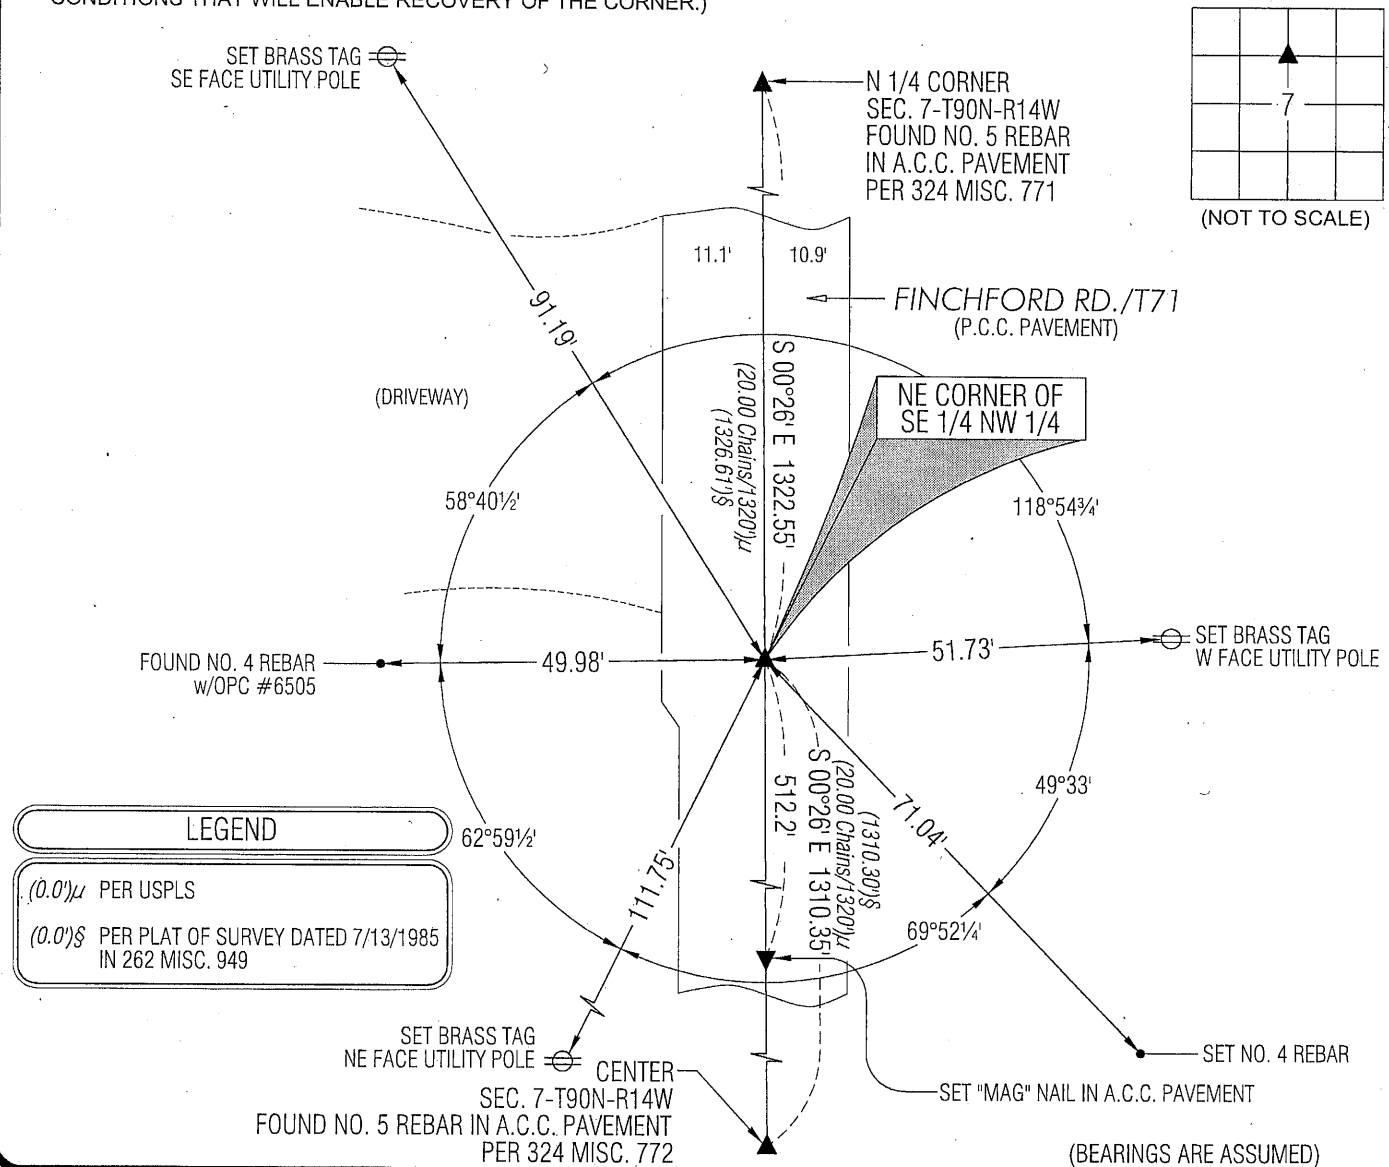 CONDITIONS THAT WILL ENABLE RECOVERY OF THE CORNER.)
SET BRASS TAG
SE FACE UTILITY POLE
N 1/4 CORNER
SEC. 7-T90N-R14W
FOUND NO. 5 REBAR
IN A.C.C. PAVEMENT
PER 324 MISC. 771
7
(NOT TO SCALE)
11.1'
10.9'
FINCHFORD RD./T71
(P.C.C. PAVEMENT)
91.19'
S 00°26' E 1322.55'
(20.00 Chains/1320')µ
(1326.61')§
(DRIVEWAY)
NE CORNER OF
SE 1/4 NW 1/4
58°40½'
118°54¾'
FOUND NO. 4 REBAR
w/OPC #6505
49.98'
51.73'
SET BRASS TAG
W FACE UTILITY POLE
LEGEND
(0.0')µ PER USPLS
(0.0')§ PER PLAT OF SURVEY DATED 7/13/1985
IN 262 MISC. 949
62°59½'
111.75'
512.2'
(1310.30')§
(20.00 Chains/1320')µ
S 00°26' E 1310.35'
71.04'
49°33'
69°52¼'
SET BRASS TAG
NE FACE UTILITY POLE
CENTER
SEC. 7-T90N-R14W
FOUND NO. 5 REBAR IN A.C.C. PAVEMENT
PER 324 MISC. 772
SET NO. 4 REBAR
SET "MAG" NAIL IN A.C.C. PAVEMENT
(BEARINGS ARE ASSUMED)